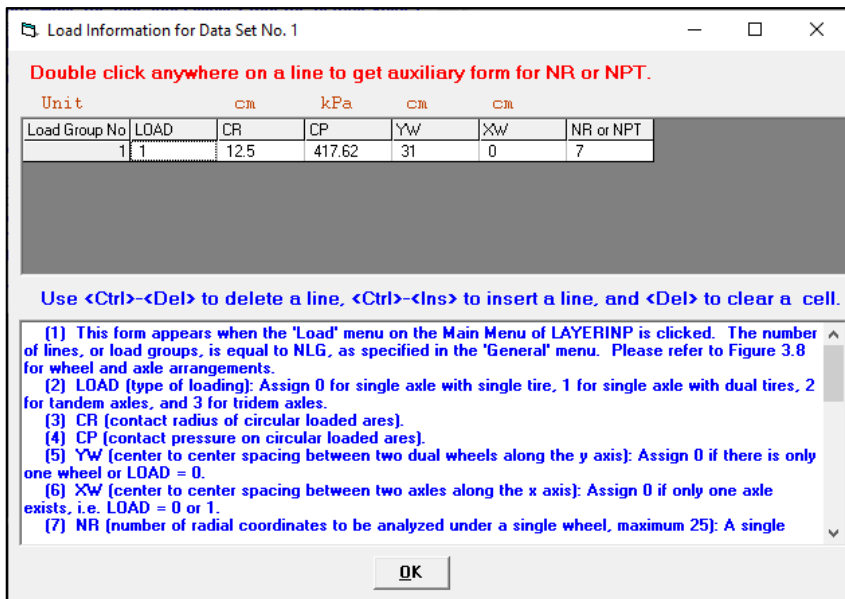 Load Information for Data Set No. 1
Double click anywhere on a line to get auxiliary form for NR or NPT.
Unit cm kPa cm cm
Load Group No LOAD CR CP YW XW NR or NPT
1 1 12.5 417.62 31 0 7
Use <Ctrl>-<Del> to delete a line, <Ctrl>-<Ins> to insert a line, and <Del> to clear a cell.
(1) This form appears when the 'Load' menu on the Main Menu of LAYERINP is clicked. The number
of lines, or load groups, is equal to NLG, as specified in the 'General' menu. Please refer to Figure 3.8
for wheel and axle arrangements.
(2) LOAD (type of loading): Assign 0 for single axle with single tire, 1 for single axle with dual tires, 2
for tandem axles, and 3 for tridem axles.
(3) CR (contact radius of circular loaded ares).
(4) CP (contact pressure on circular loaded ares).
(5) YW (center to center spacing between two dual wheels along the y axis): Assign 0 if there is only
one wheel or LOAD = 0.
(6) XW (center to center spacing between two axles along the x axis): Assign 0 if only one axle
exists, i.e. LOAD = 0 or 1.
(7) NR (number of radial coordinates to be analyzed under a single wheel, maximum 25): A single
OK